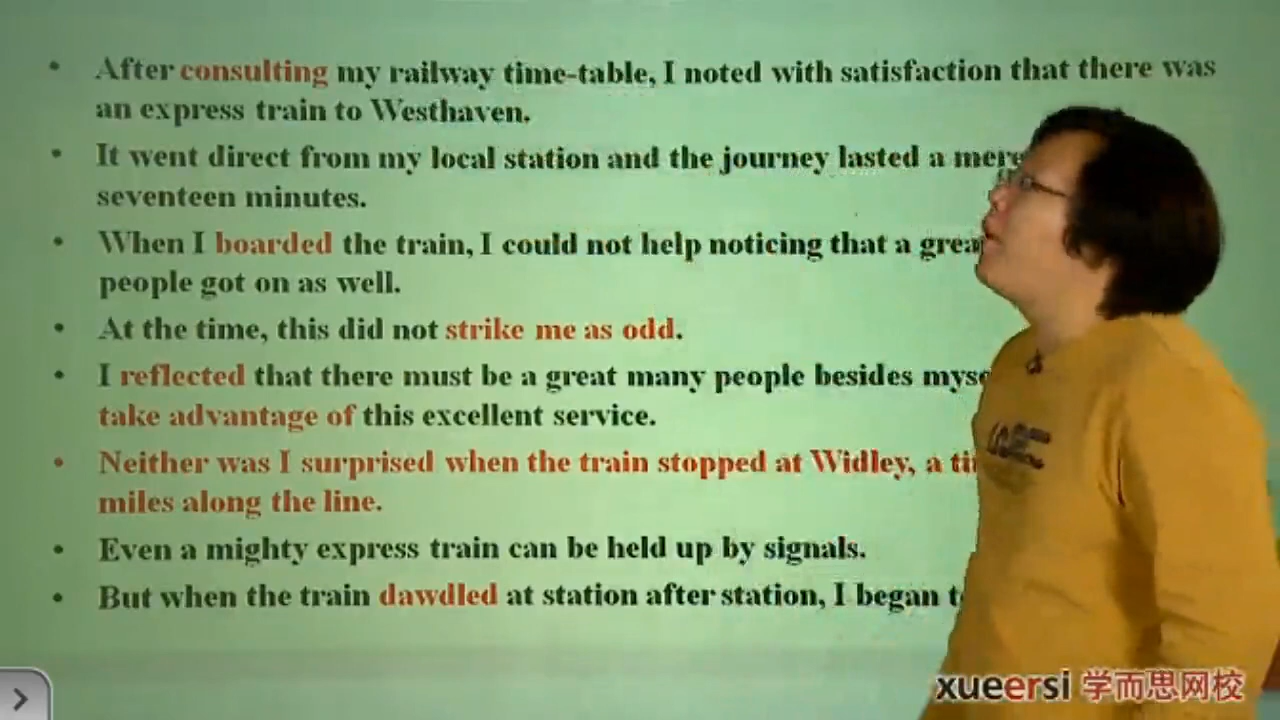 After consulting my railway time-table, I noted with satisfaction that there was
an express train to Westhaven.
It went direct from my local station and the journey lasted a mere
seventeen minutes.
When I boarded the train, I could not help noticing that a
people got on as well.
At the time, this did not strike me as odd.
I reflected that there must be a great many people besides
take advantage of this excellent service.
Neither was I surprised when the train stopped at Widley, a
miles along the line.
Even a mighty express train can be held up by signals.
But when the train dawdled at station after station, I began
xueersi 学而思网校